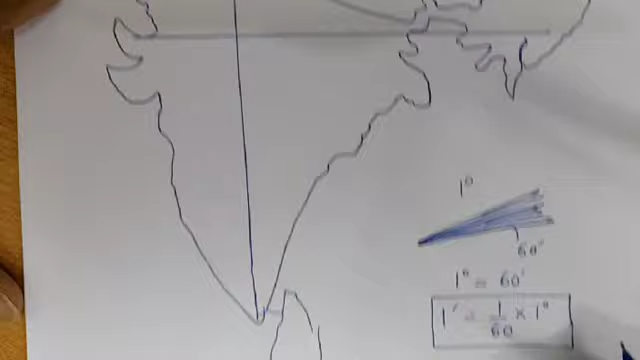 1°
60'
1° = 60'
1' = 1/60 × 1°